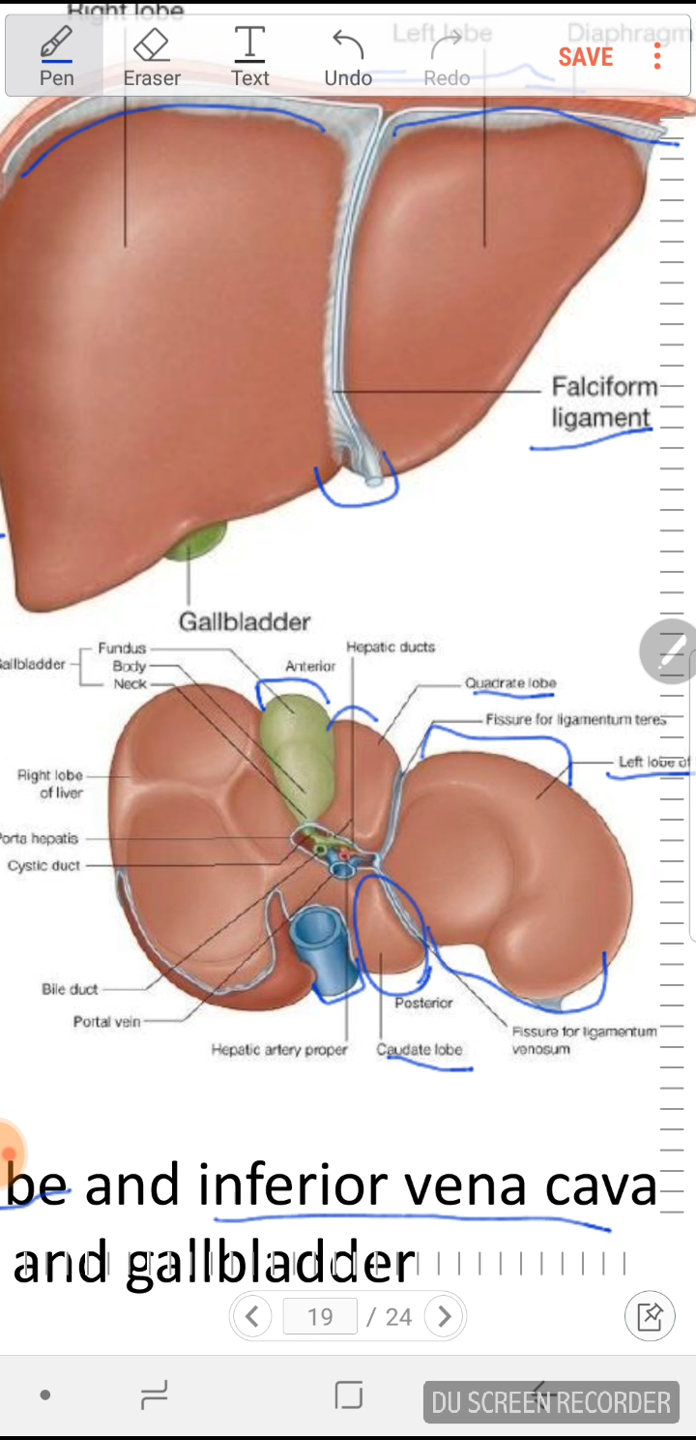 Right lobe
Left lobe
Diaphragm
Pen
Eraser
Text
Undo
Redo
SAVE
Falciform
ligament
Gallbladder
Fundus
Body
Neck
allbladder
Anterior
Hepatic ducts
Quadrate lobe
Fissure for ligamentum teres
Left lobe of
Right lobe
of liver
Porta hepatis
Cystic duct
Bile duct
Portal vein
Hepatic artery proper
Posterior
Caudate lobe
Fissure for ligamentum
venosum
be and inferior vena cava
and gallbladder
19 / 24
DU SCREEN RECORDER